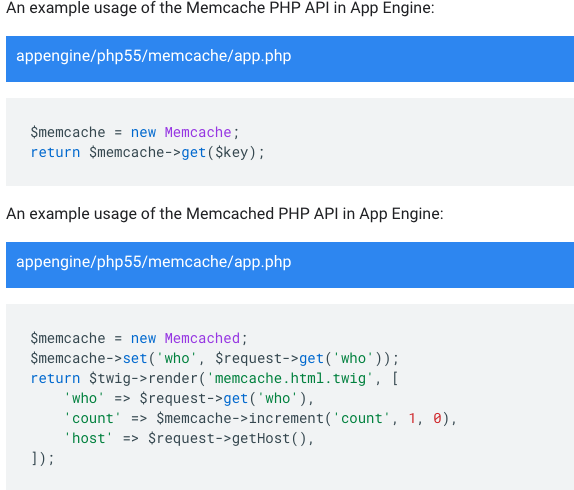 An example usage of the Memcache PHP API in App Engine:
appengine/php55/memcache/app.php
$memcache = new Memcache;
return $memcache->get($key);
An example usage of the Memcached PHP API in App Engine:
appengine/php55/memcache/app.php
$memcache = new Memcached;
$memcache->set('who', $request->get('who'));
return $twig->render('memcache.html.twig', [
    'who' => $request->get('who'),
    'count' => $memcache->increment('count', 1, 0),
    'host' => $request->getHost(),
]);